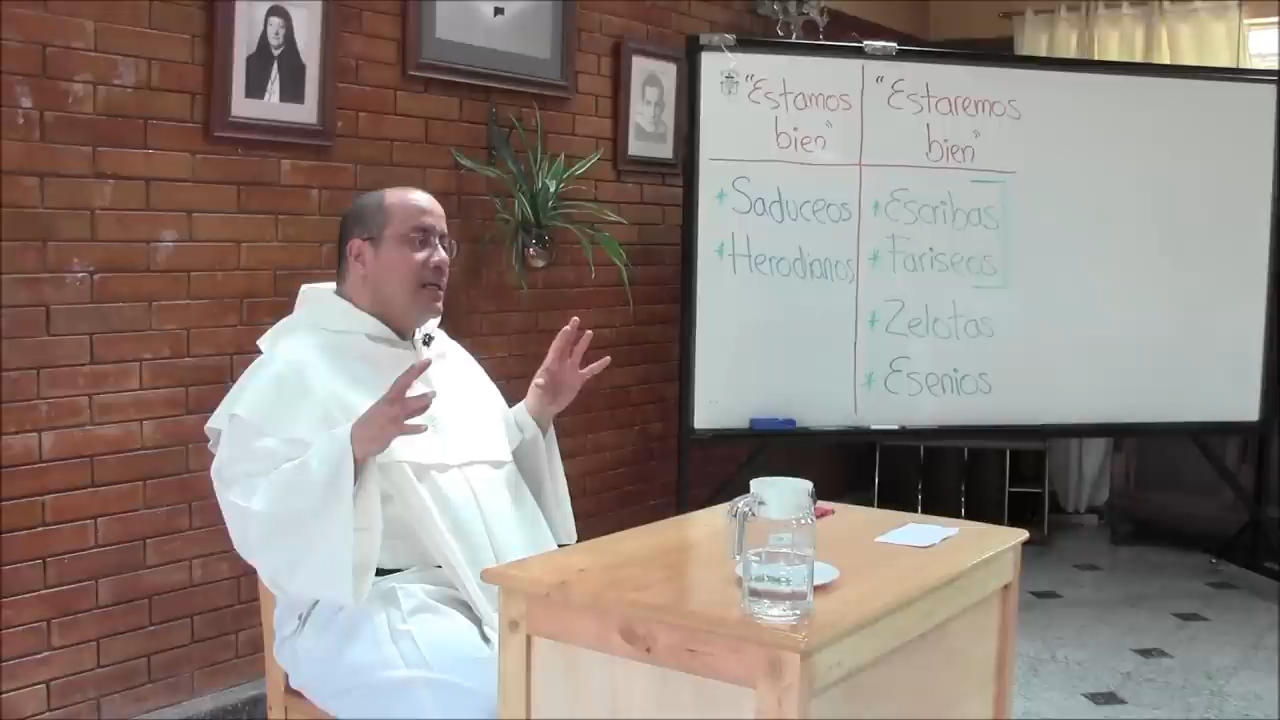 "Estamos
bien"
"Estaremos
bien"
* Saduceos
* Herodianos
* Escribas
* Fariseos
* Zelotas
* Esenios